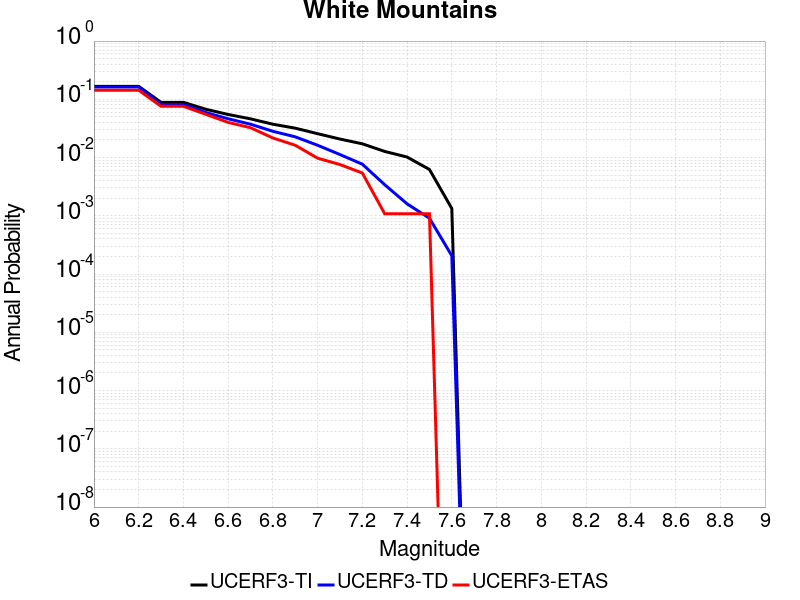 White Mountains
10^0
10^-1
10^-2
10^-3
10^-4
10^-5
10^-6
10^-7
10^-8
Annual Probability
6 6.2 6.4 6.6 6.8 7 7.2 7.4 7.6 7.8 8 8.2 8.4 8.6 8.8 9
Magnitude
UCERF3-TI UCERF3-TD UCERF3-ETAS